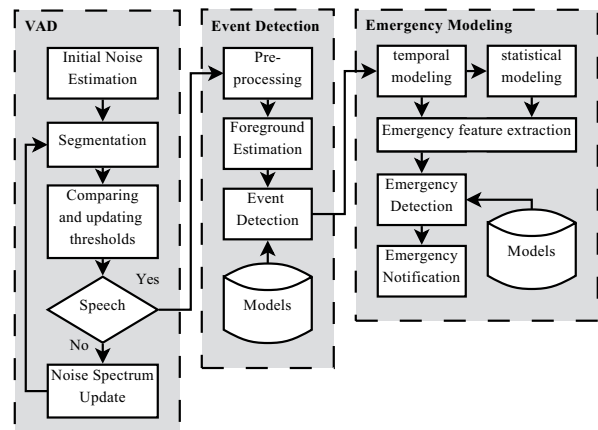 VAD
Initial Noise
Estimation
Segmentation
Comparing
and updating
thresholds
Yes
Speech
No
Noise Spectrum
Update
Event Detection
Pre-
processing
Foreground
Estimation
Event
Detection
Models
Emergency Modeling
temporal
modeling
statistical
modeling
Emergency feature extraction
Emergency
Detection
Emergency
Notification
Models